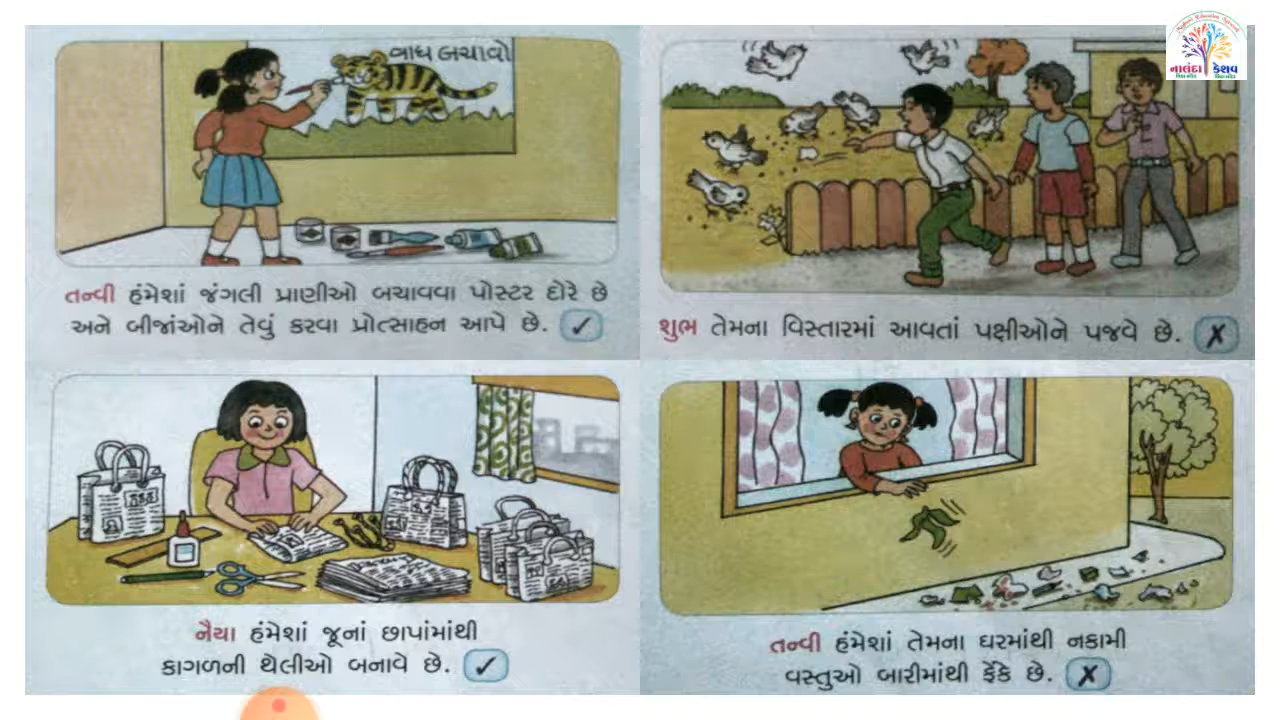 વાઘ બચાવો
તન્વી હંમેશાં જંગલી પ્રાણીઓ બચાવવા પોસ્ટર દોરે છે
અને બીજાંઓને તેવું કરવા પ્રોત્સાહન આપે છે. ✓
શુભ તેમના વિસ્તારમાં આવતાં પક્ષીઓને પજવે છે. ✗
નૈયા હંમેશાં જૂનાં છાપાંમાંથી
કાગળની થેલીઓ બનાવે છે. ✓
તન્વી હંમેશાં તેમના ઘરમાંથી નકામી
વસ્તુઓ બારીમાંથી ફેંકે છે. ✗
નાલંદા કેશવ